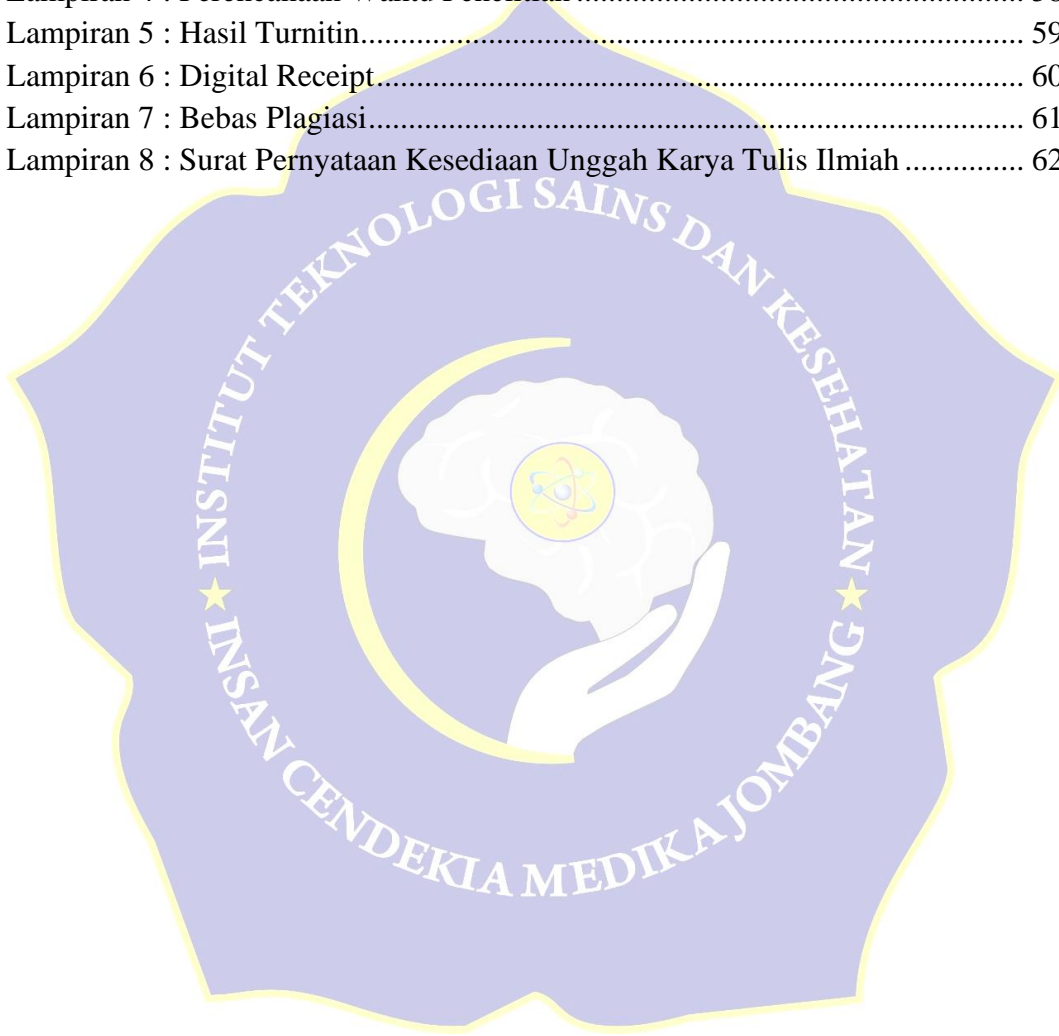 Lampiran 5 : Hasil Turnitin.................................................................................... 59
Lampiran 6 : Digital Receipt.................................................................................. 60
Lampiran 7 : Bebas Plagiasi................................................................................... 61
Lampiran 8 : Surat Pernyataan Kesediaan Unggah Karya Tulis Ilmiah ............... 62
INSTITUT TEKNOLOGI SAINS DAN KESEHATAN
INSAN CENDEKIA MEDIKA JOMBANG